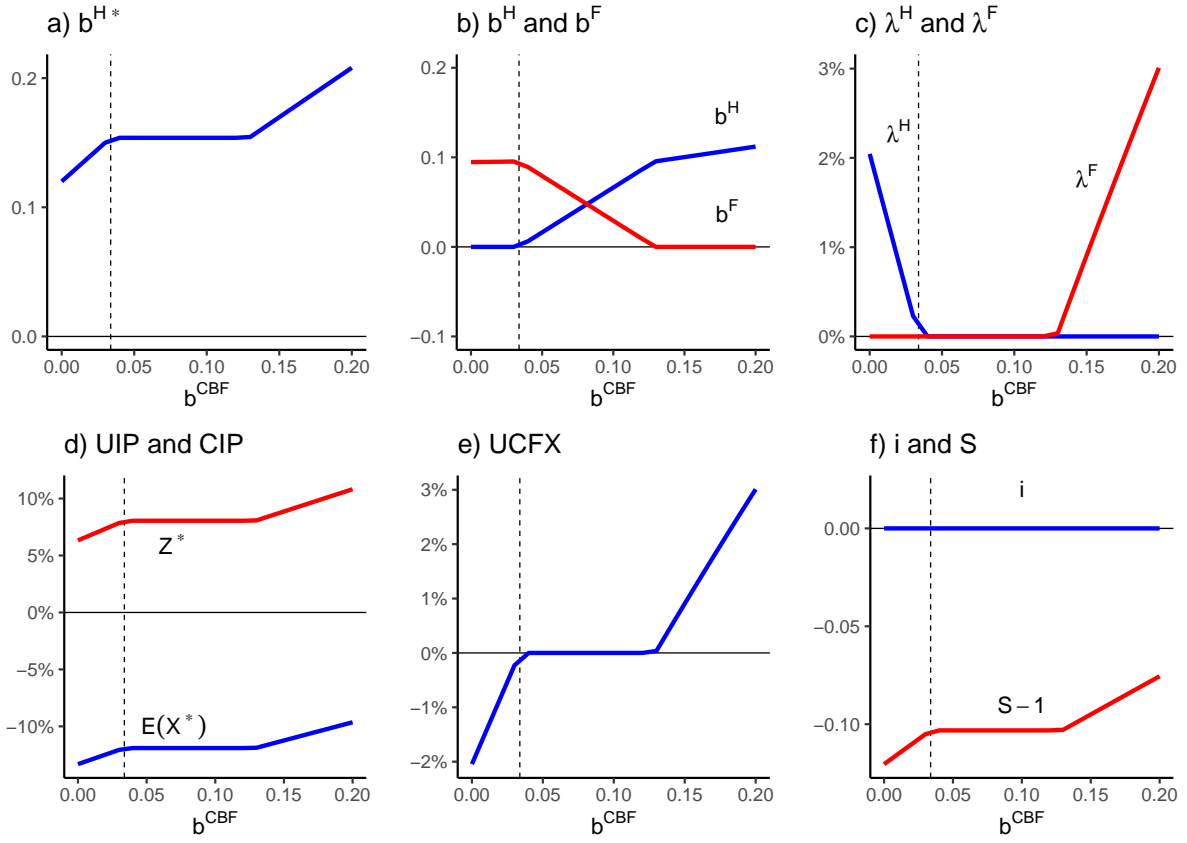 a) bᴴ *
0.2
0.1
0.0
0.00 0.05 0.10 0.15 0.20
b^CBF
b) b^H and b^F
0.2
0.1
0.0
−0.1
b^H
b^F
0.00 0.05 0.10 0.15 0.20
b^CBF
c) λ^H and λ^F
3%
2%
1%
0%
λ^H
λ^F
0.00 0.05 0.10 0.15 0.20
b^CBF
d) UIP and CIP
10%
5%
0%
−5%
−10%
Z*
E(X*)
0.00 0.05 0.10 0.15 0.20
b^CBF
e) UCFX
3%
2%
1%
0%
−1%
−2%
0.00 0.05 0.10 0.15 0.20
b^CBF
f) i and S
0.00
−0.05
−0.10
i
S − 1
0.00 0.05 0.10 0.15 0.20
b^CBF